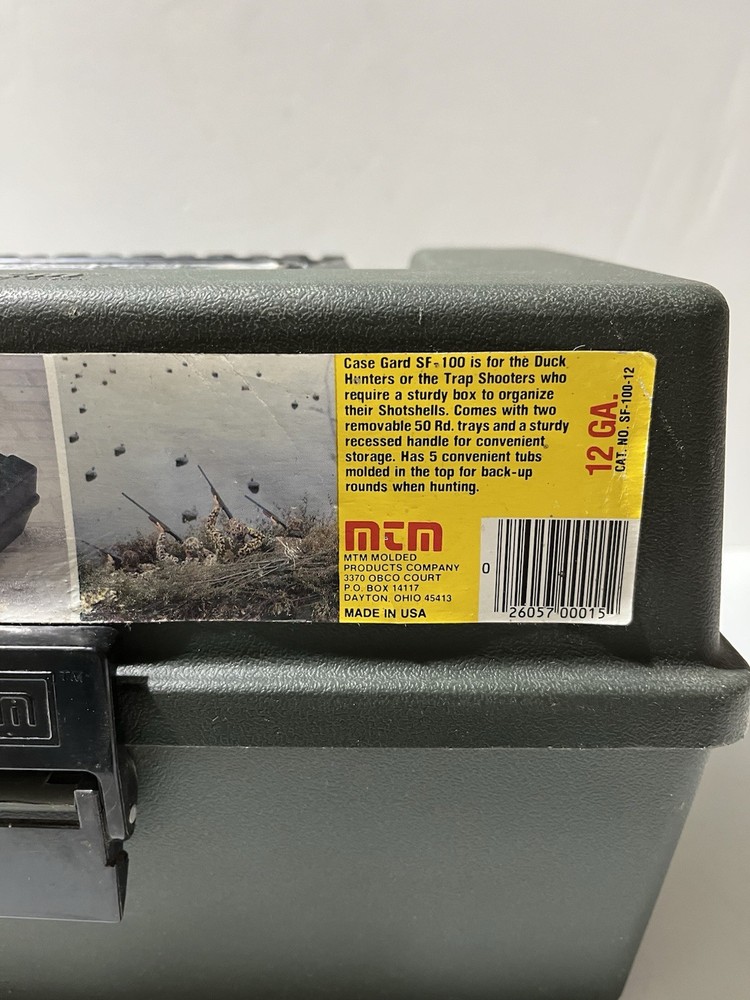 Case Gard SF-100 is for the Duck
Hunters or the Trap Shooters who
require a sturdy box to organize
their Shotshells. Comes with two
removable 50 Rd. trays and a sturdy
recessed handle for convenient
storage. Has 5 convenient tubs
molded in the top for back-up
rounds when hunting.
12 GA.
CAT. NO. SF-100-12
MTM
MTM MOLDED
PRODUCTS COMPANY
3370 OBCO COURT
P.O. BOX 14117
DAYTON, OHIO 45413
MADE IN USA
0 26057 00015
TM